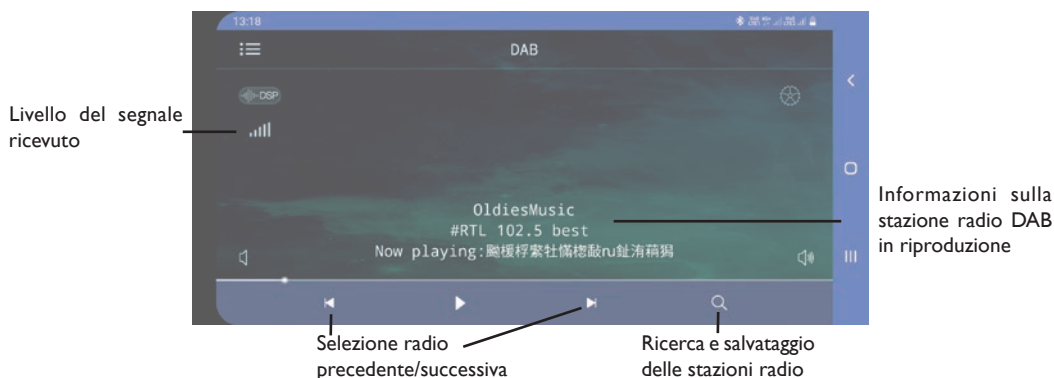 13:18
DAB
DSP
Livello del segnale
ricevuto
OldiesMusic
#RTL 102.5 best
Now playing:
Informazioni sulla
stazione radio DAB
in riproduzione
Selezione radio
precedente/successiva
Ricerca e salvataggio
delle stazioni radio